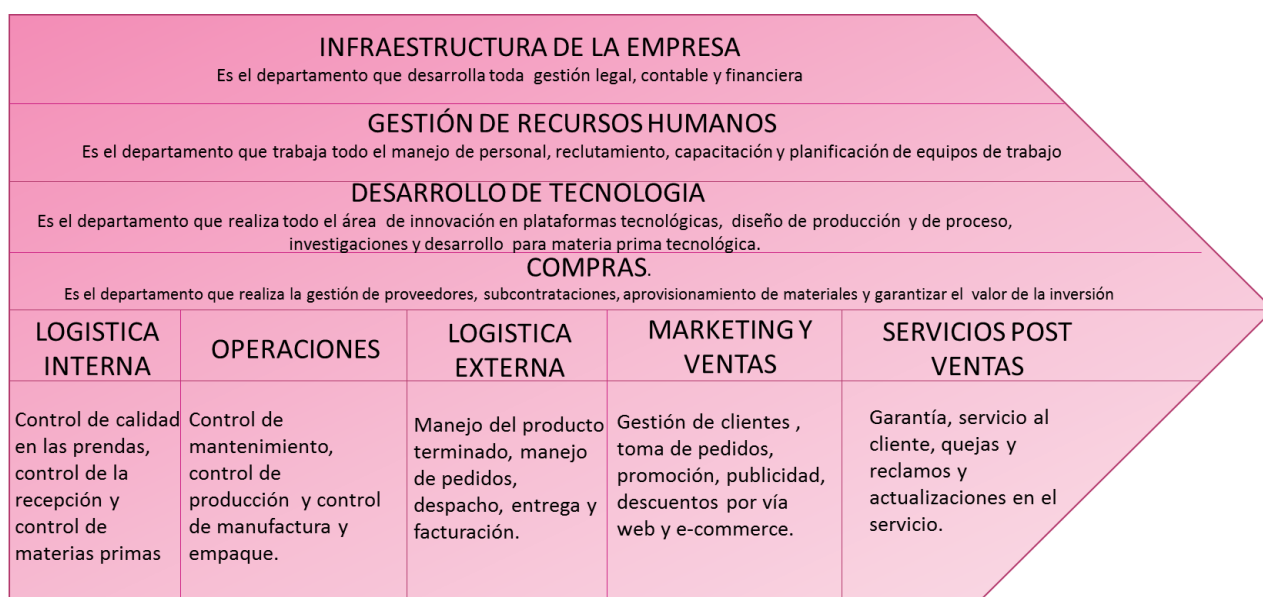 INFRAESTRUCTURA DE LA EMPRESA
Es el departamento que desarrolla toda gestión legal, contable y financiera
GESTIÓN DE RECURSOS HUMANOS
Es el departamento que trabaja todo el manejo de personal, reclutamiento, capacitación y planificación de equipos de trabajo
DESARROLLO DE TECNOLOGIA
Es el departamento que realiza todo el área de innovación en plataformas tecnológicas, diseño de producción y de proceso,
investigaciones y desarrollo para materia prima tecnológica.
COMPRAS.
Es el departamento que realiza la gestión de proveedores, subcontrataciones, aprovisionamiento de materiales y garantizar el valor de la inversión
LOGISTICA
INTERNA
OPERACIONES
LOGISTICA
EXTERNA
MARKETING Y
VENTAS
SERVICIOS POST
VENTAS
Control de calidad
en las prendas,
control de la
recepción y
control de
materias primas
Control de
mantenimiento,
control de
producción y control
de manufactura y
empaque.
Manejo del producto
terminado, manejo
de pedidos,
despacho, entrega y
facturación.
Gestión de clientes ,
toma de pedidos,
promoción, publicidad,
descuentos por vía
web y e-commerce.
Garantía, servicio al
cliente, quejas y
reclamos y
actualizaciones en el
servicio.